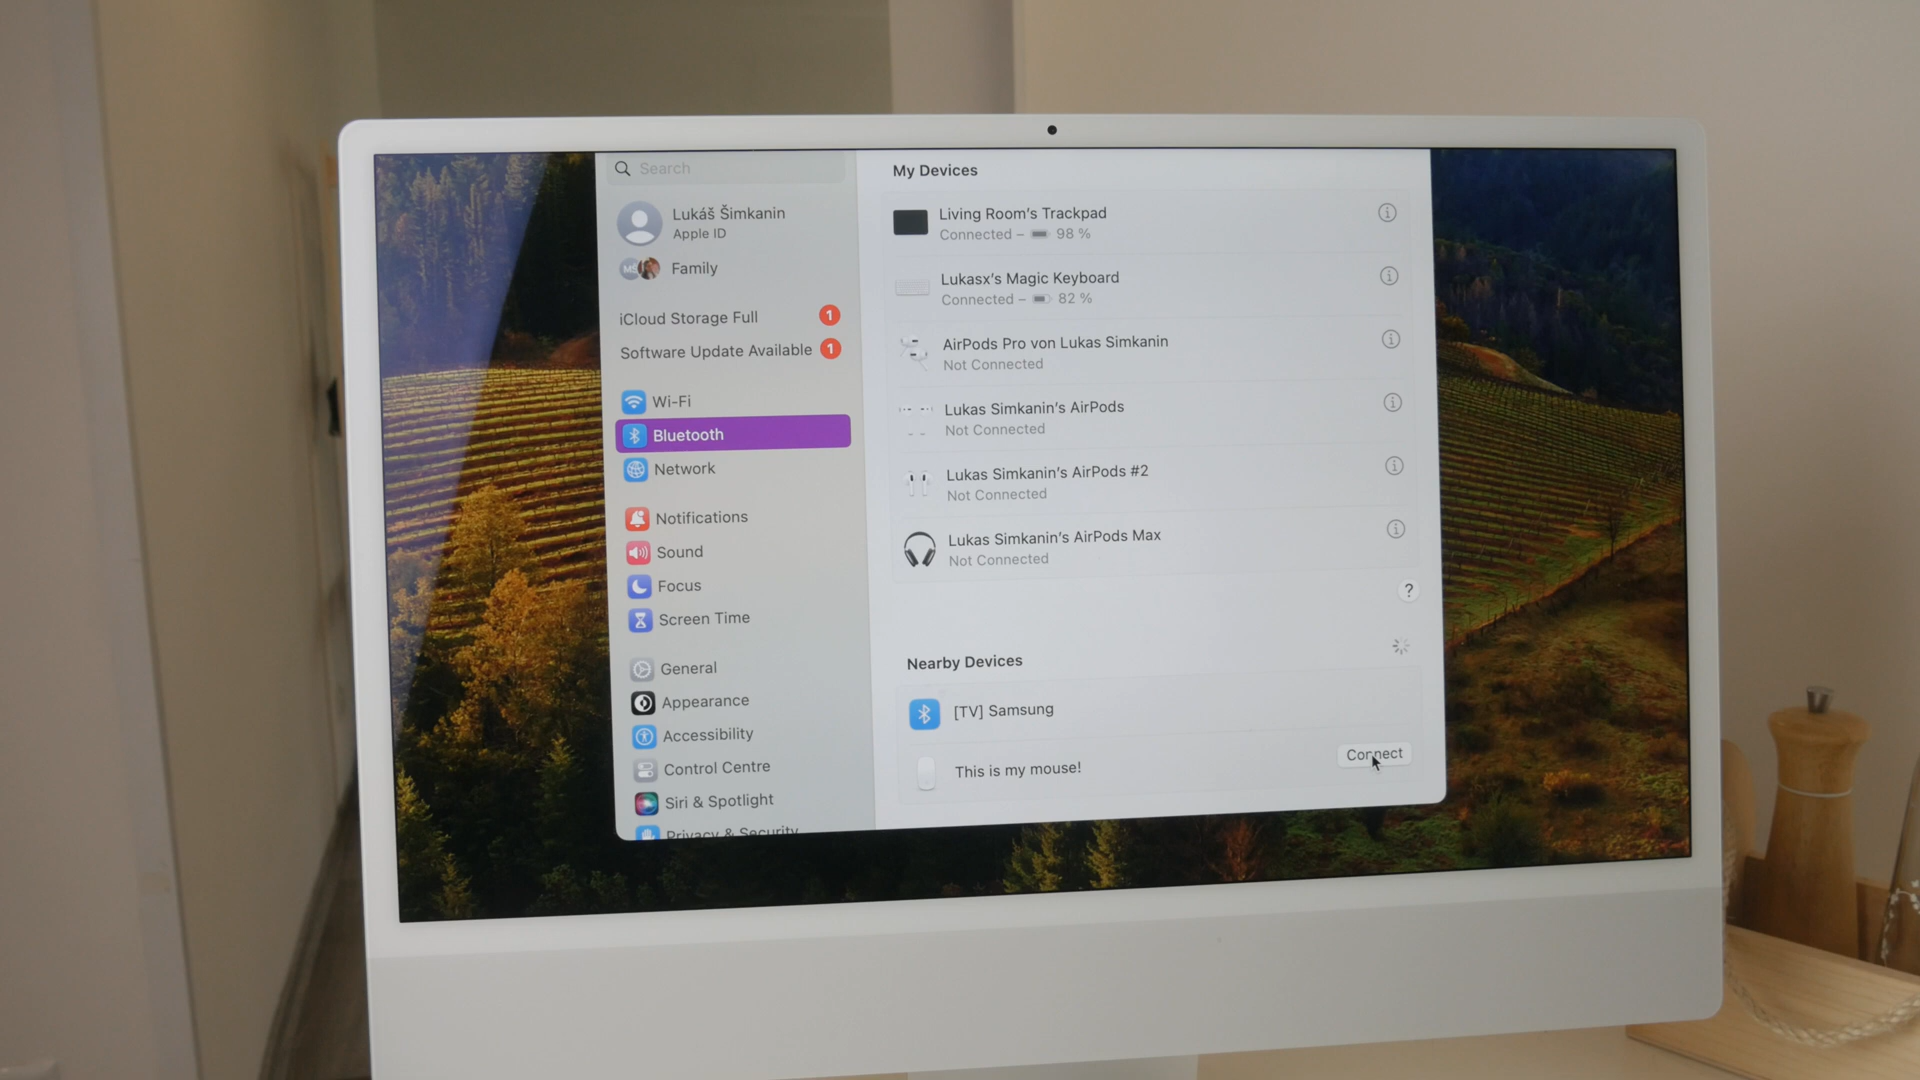 Search
Lukáš Šimkanin
Apple ID
MS
Family
iCloud Storage Full 1
Software Update Available 1
Wi-Fi
Bluetooth
Network
Notifications
Sound
Focus
Screen Time
General
Appearance
Accessibility
Control Centre
Siri & Spotlight
Privacy & Security
My Devices
Living Room's Trackpad
Connected – 98 %
Lukasx's Magic Keyboard
Connected – 82 %
AirPods Pro von Lukas Simkanin
Not Connected
Lukas Simkanin's AirPods
Not Connected
Lukas Simkanin's AirPods #2
Not Connected
Lukas Simkanin's AirPods Max
Not Connected
?
Nearby Devices
[TV] Samsung
This is my mouse!
Connect